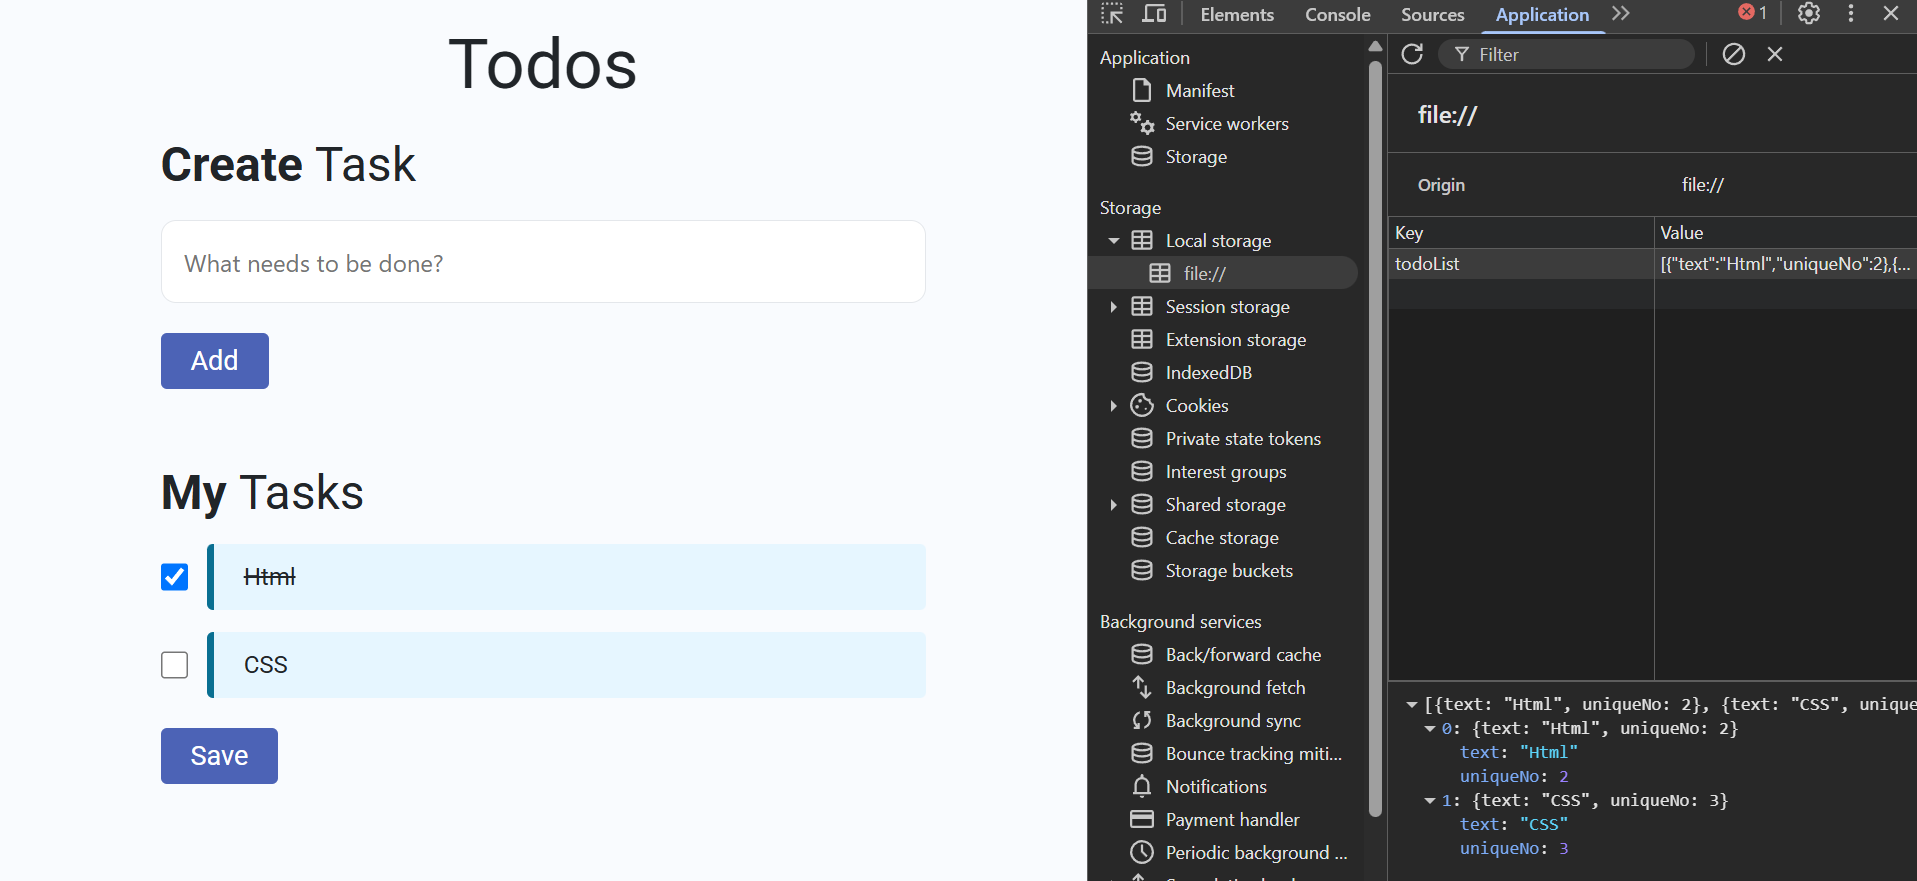 Todos
Create Task
What needs to be done?
Add
My Tasks
Html
CSS
Save
Elements Console Sources Application 1
Application
Manifest
Service workers
Storage
Storage
Local storage
file://
Session storage
Extension storage
IndexedDB
Cookies
Private state tokens
Interest groups
Shared storage
Cache storage
Storage buckets
Background services
Back/forward cache
Background fetch
Background sync
Bounce tracking miti...
Notifications
Payment handler
Periodic background ...
Filter
file://
Origin file://
Key Value
todoList [{"text":"Html","uniqueNo":2},{...
[{text: "Html", uniqueNo: 2}, {text: "CSS", unique
0: {text: "Html", uniqueNo: 2}
text: "Html"
uniqueNo: 2
1: {text: "CSS", uniqueNo: 3}
text: "CSS"
uniqueNo: 3